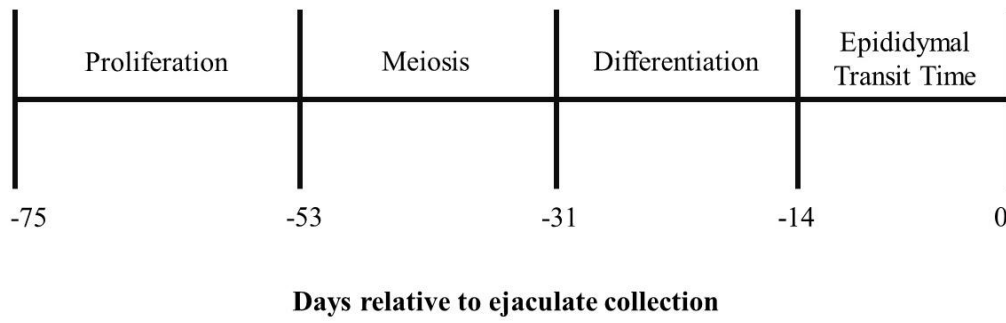 Proliferation
Meiosis
Differentiation
Epididymal
Transit Time
-75
-53
-31
-14
0
Days relative to ejaculate collection